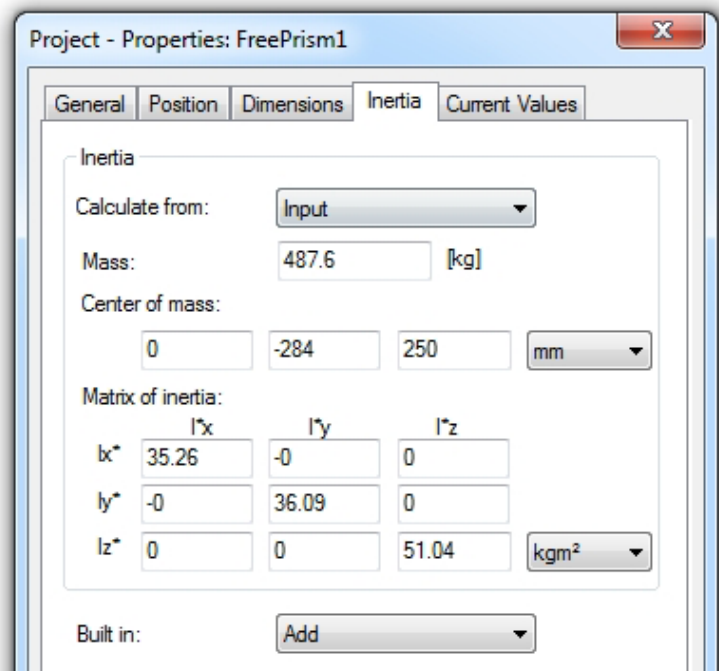 Project - Properties: FreePrism1
x
General Position Dimensions Inertia Current Values
Inertia
Calculate from: Input
Mass: 487.6 [kg]
Center of mass:
0 -284 250 mm
Matrix of inertia:
I*x I*y I*z
Ix* 35.26 -0 0
Iy* -0 36.09 0
Iz* 0 0 51.04 kgm²
Built in: Add